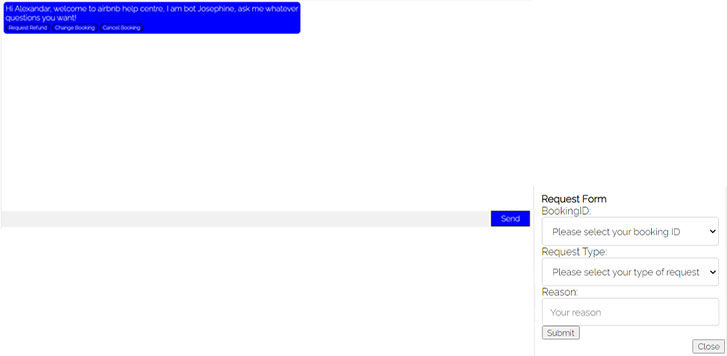 Hi Alexandar, welcome to airbnb help centre, I am bot Josephine, ask me whatever
questions you want!
Request Refund Change Booking Cancel Booking
Send
Request Form
BookingID:
Please select your booking ID
Request Type:
Please select your type of request
Reason:
Your reason
Submit
Close